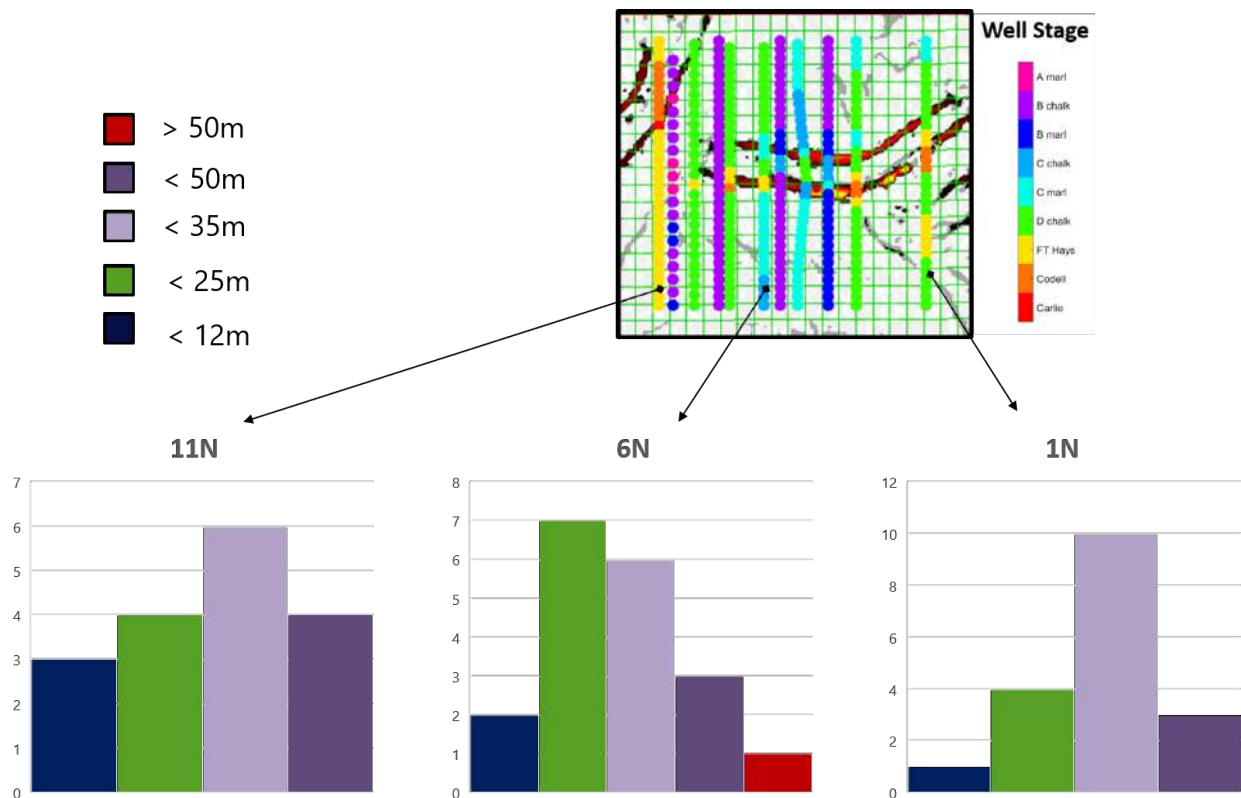 Well Stage
A marl
B chalk
B marl
C chalk
C marl
D chalk
FT Hays
Codell
Carlie
> 50m
< 50m
< 35m
< 25m
< 12m
11N
7
6
5
4
3
2
1
0
6N
8
7
6
5
4
3
2
1
0
1N
12
10
8
6
4
2
0